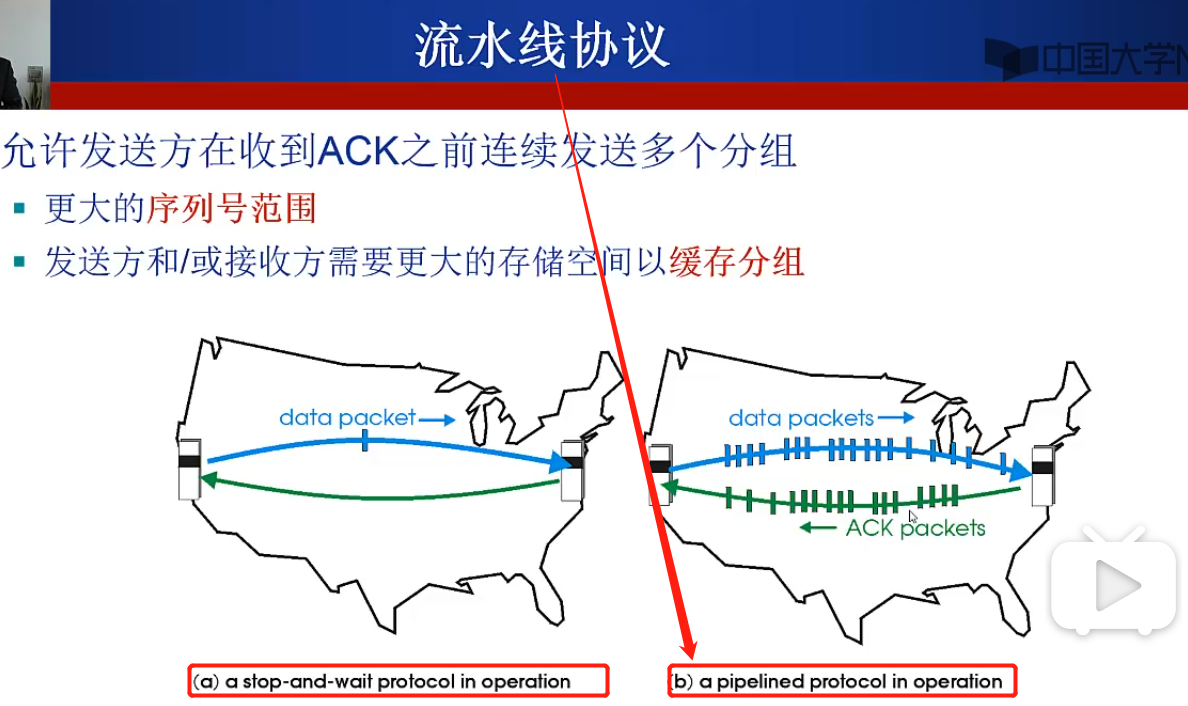 流水线协议
中国大学
允许发送方在收到ACK之前连续发送多个分组
更大的序列号范围
发送方和/或接收方需要更大的存储空间以缓存分组
data packet
data packets
ACK packets
(a) a stop-and-wait protocol in operation
b) a pipelined protocol in operation